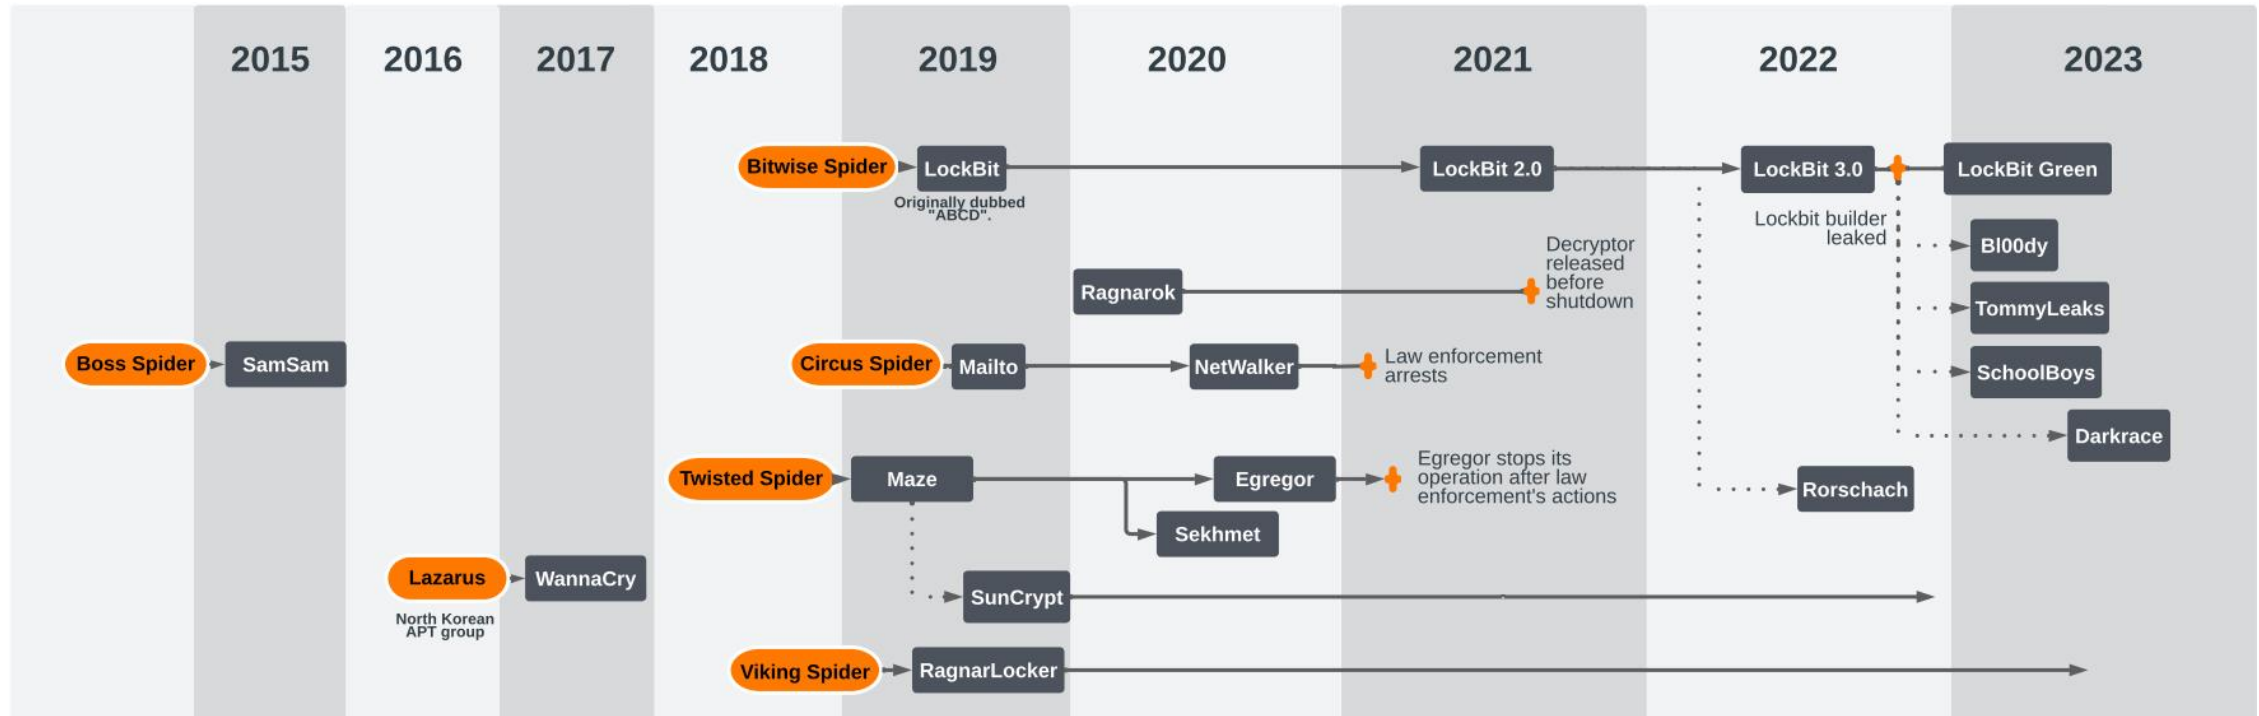 2015
2016
2017
2018
2019
2020
2021
2022
2023
Bitwise Spider
LockBit
Originally dubbed
"ABCD".
LockBit 2.0
LockBit 3.0
LockBit Green
Lockbit builder
leaked
Bl00dy
TommyLeaks
SchoolBoys
Darkrace
Rorschach
Ragnarok
Decryptor
released
before
shutdown
Boss Spider
SamSam
Circus Spider
Mailto
NetWalker
Law enforcement
arrests
Twisted Spider
Maze
Egregor
Egregor stops its
operation after law
enforcement's actions
Sekhmet
Lazarus
North Korean
APT group
WannaCry
SunCrypt
Viking Spider
RagnarLocker